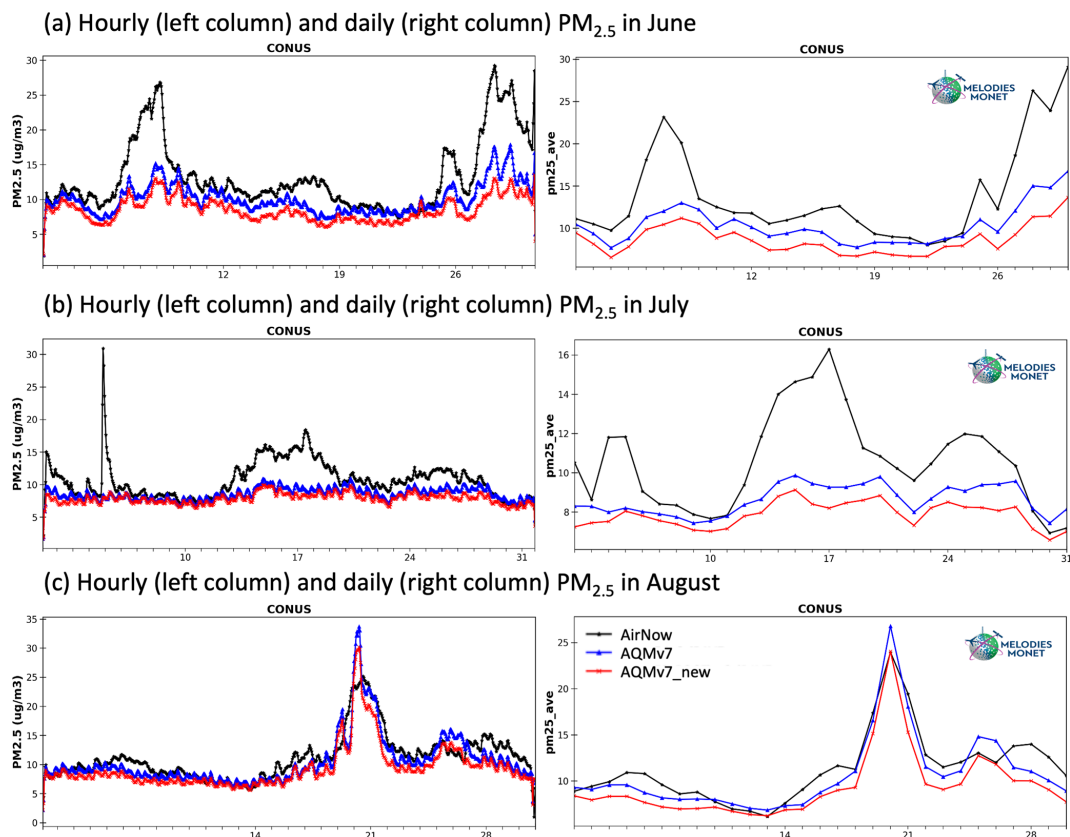 (a) Hourly (left column) and daily (right column) PM2.5 in June
CONUS
CONUS
MELODIES
MONET
PM2.5 (ug/m3)
30
25
20
15
10
5
12
19
26
pm25_ave
30
25
20
15
10
12
19
26
(b) Hourly (left column) and daily (right column) PM2.5 in July
CONUS
CONUS
MELODIES
MONET
PM2.5 (ug/m3)
30
25
20
15
10
5
10
17
24
31
pm25_ave
16
14
12
10
8
10
17
24
31
(c) Hourly (left column) and daily (right column) PM2.5 in August
CONUS
CONUS
AirNow
AQMv7
AQMv7_new
MELODIES
MONET
PM2.5 (ug/m3)
35
30
25
20
15
10
5
0
14
21
28
pm25_ave
25
20
15
10
14
21
28